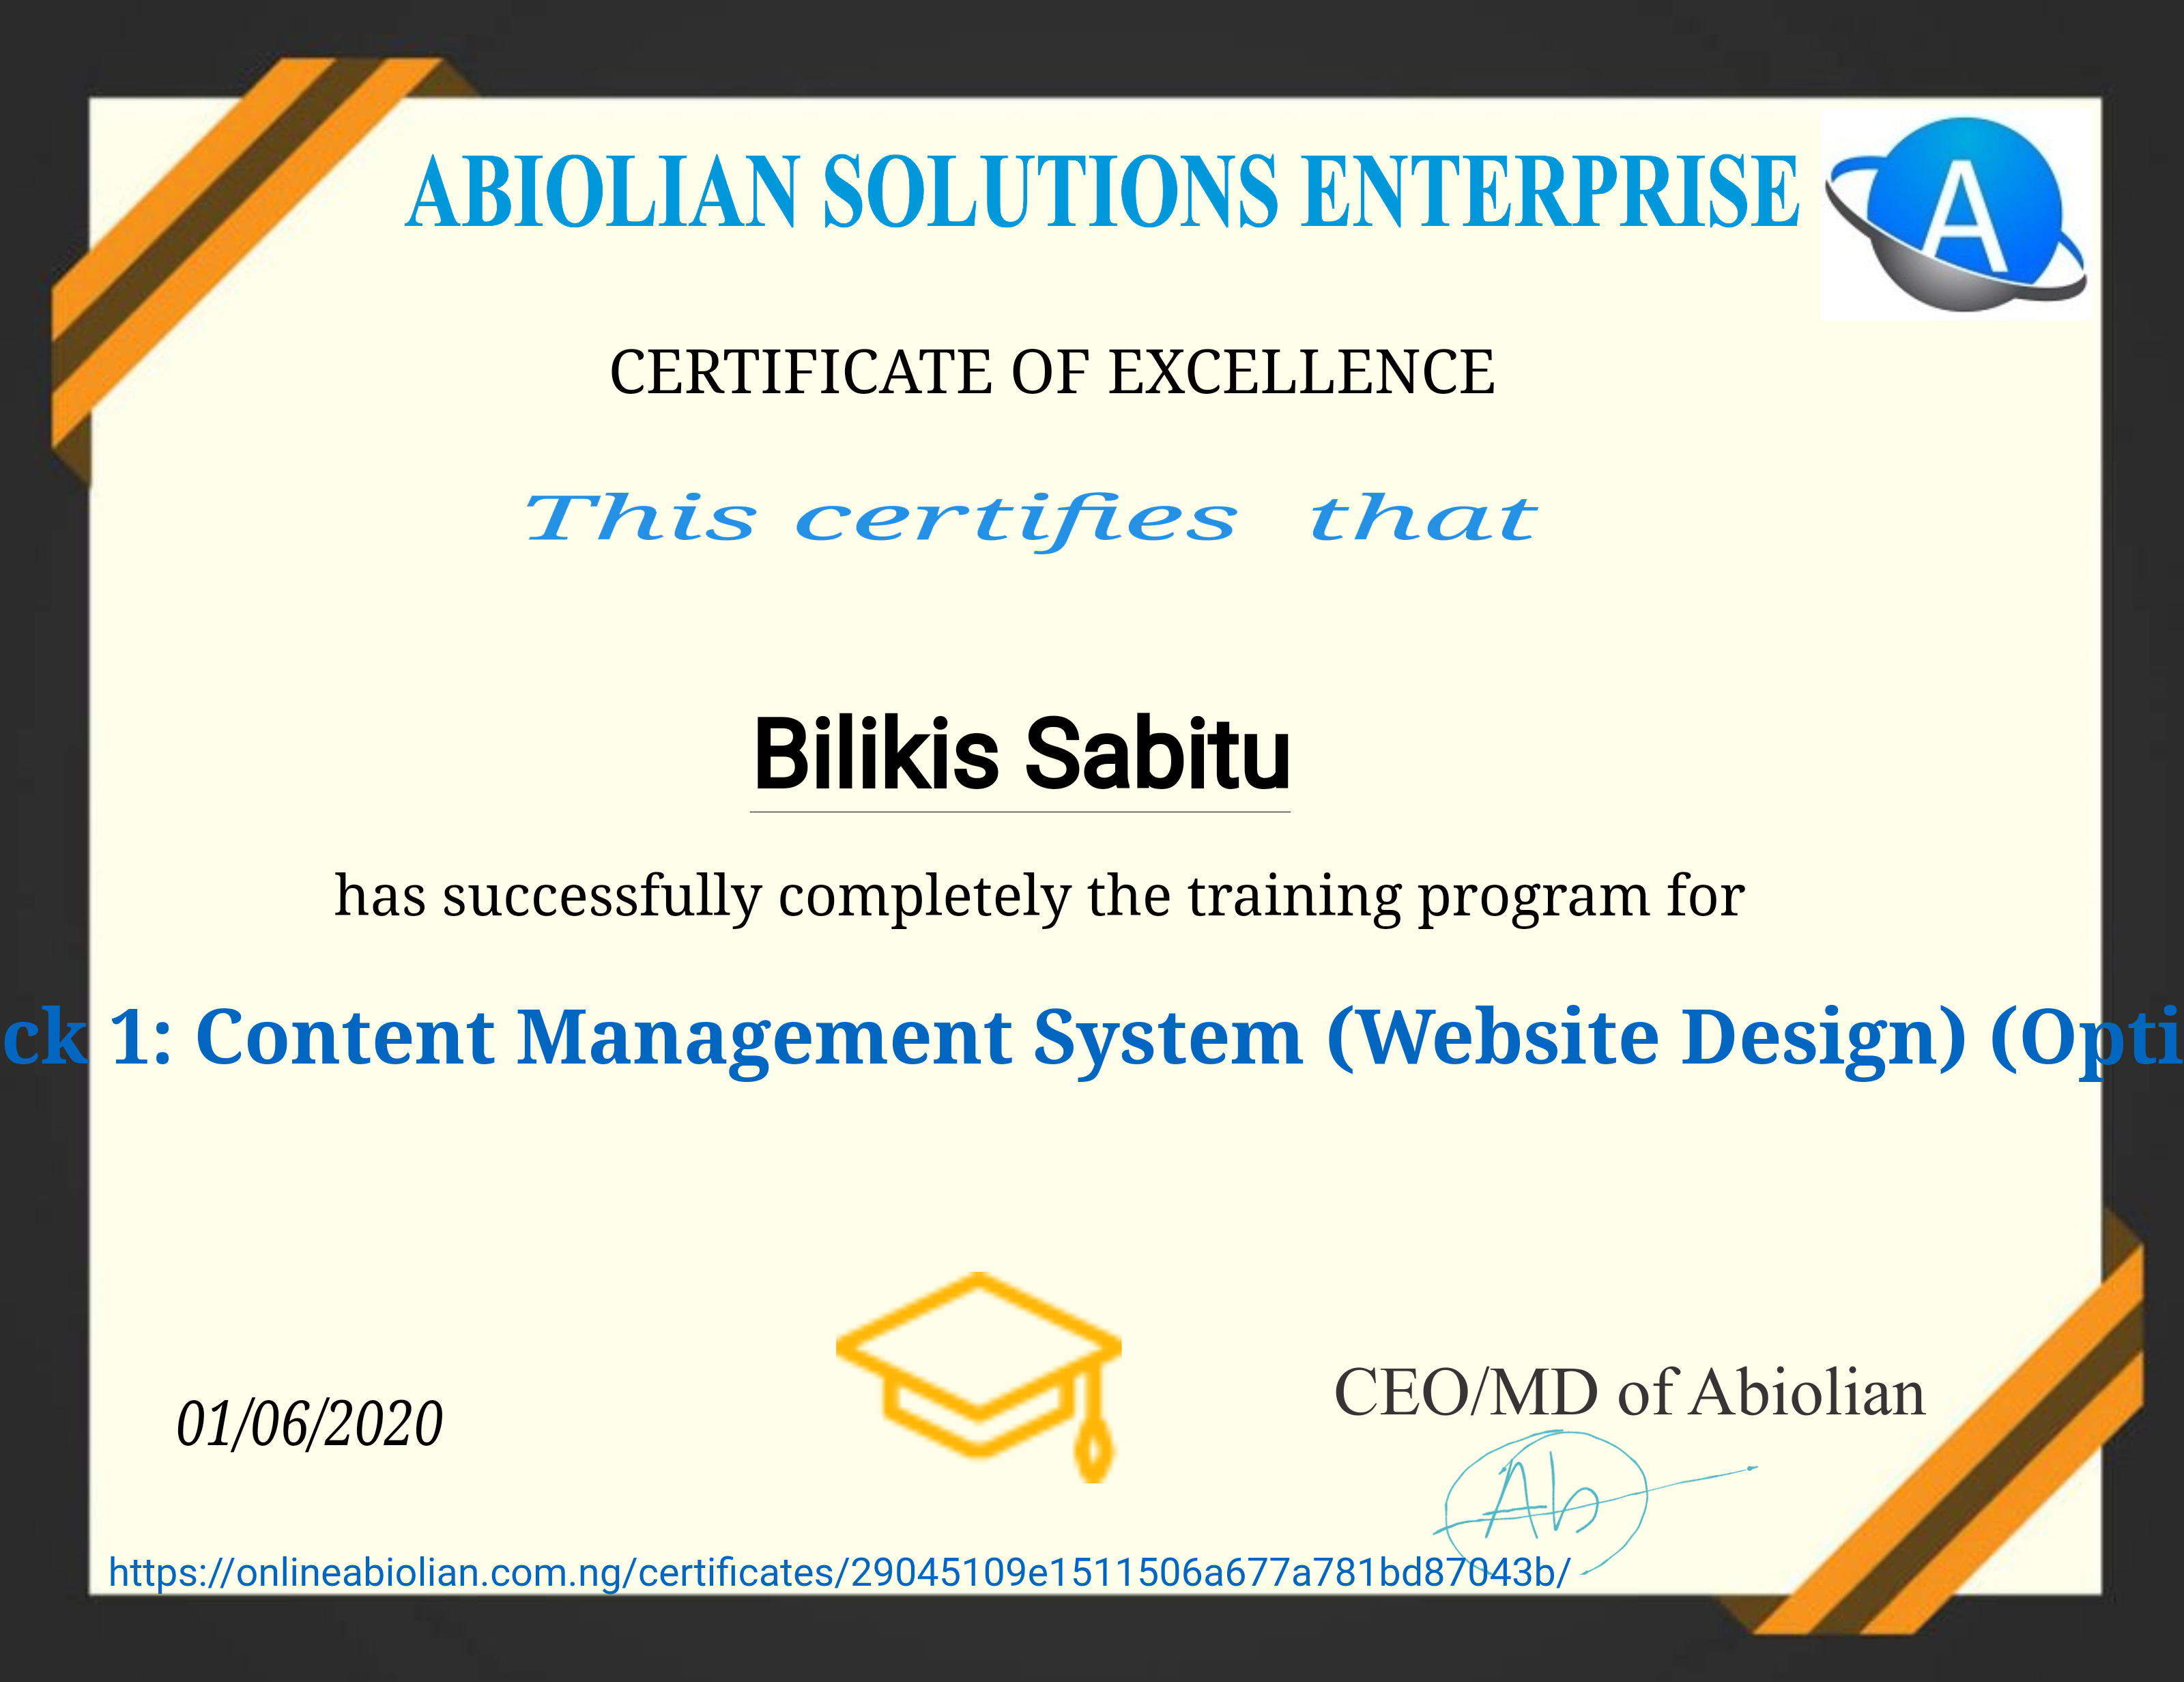 ABIOLIAN SOLUTIONS ENTERPRISE
A
CERTIFICATE OF EXCELLENCE
This certifies that
Bilikis Sabitu
has successfully completely the training program for
ck 1: Content Management System (Website Design) ((Opti
01/06/2020
CEO/MD of Abiolian
Ab
https://onlineabiolian.com.ng/certificates/29045109e1511506a677a781bd87043b/